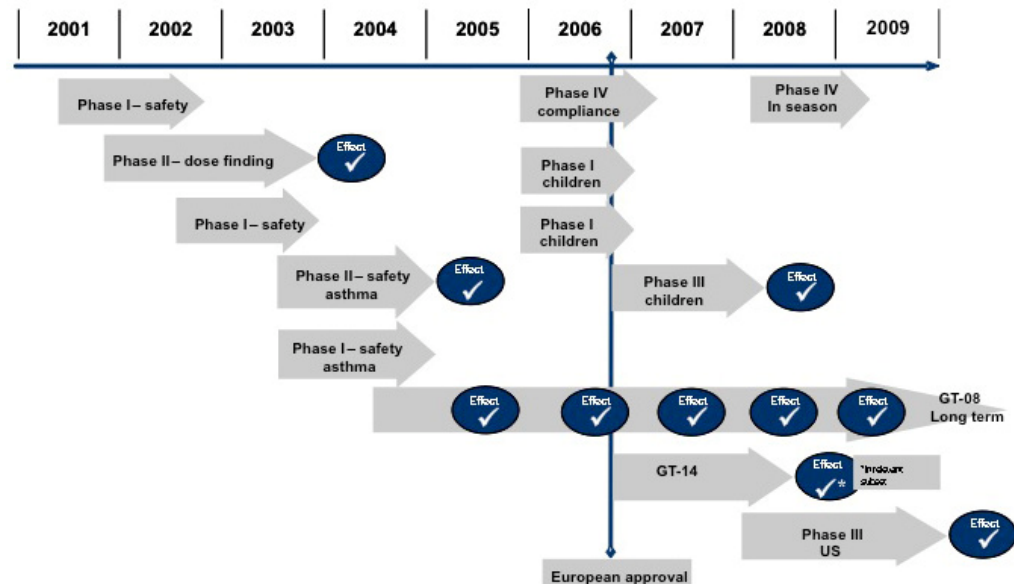 2001 2002 2003 2004 2005 2006 2007 2008 2009
Phase I – safety
Phase IV
compliance
Phase IV
In season
Phase II – dose finding
Effect
Phase I
children
Phase I – safety
Phase I
children
Phase II – safety
asthma
Effect
Phase III
children
Effect
Phase I – safety
asthma
Effect
Effect
Effect
Effect
Effect
GT-08
Long term
GT-14
Effect
*
subset
Phase III
US
Effect
European approval